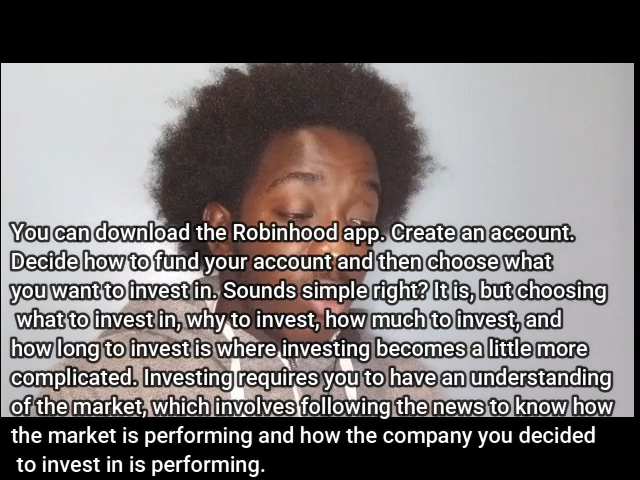 You can download the Robinhood app. Create an account.
Decide how to fund your account and then choose what
you want to invest in. Sounds simple right? It is, but choosing
what to invest in, why to invest, how much to invest, and
how long to invest is where investing becomes a little more
complicated. Investing requires you to have an understanding
of the market, which involves following the news to know how
the market is performing and how the company you decided
to invest in is performing.